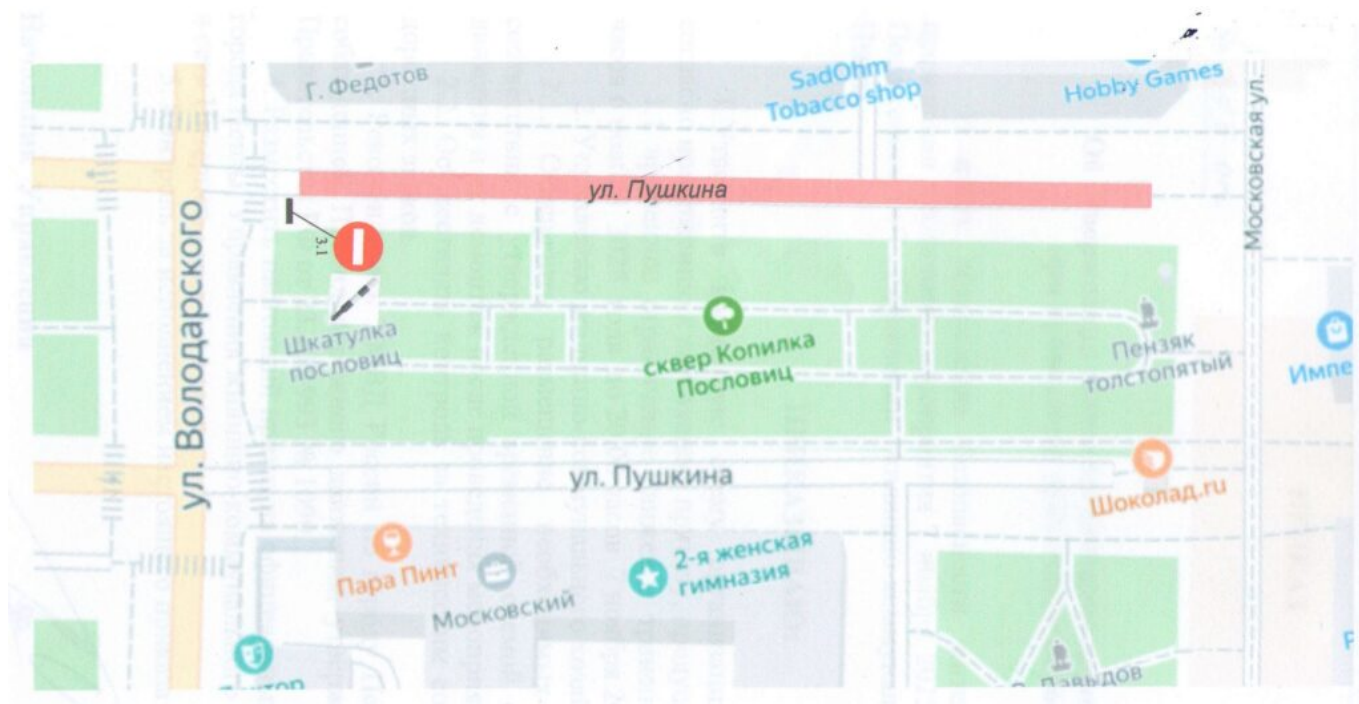 Г. Федотов
SadOhm
Tobacco shop
Hobby Games
Московская ул.
ул. Пушкина
3.1
ул. Володарского
Шкатулка
пословиц
сквер Копилка
Пословиц
Пензяк
толстопятый
Импе
ул. Пушкина
Шоколад.ru
Пара Пинт
Московский
2-я женская
гимназия